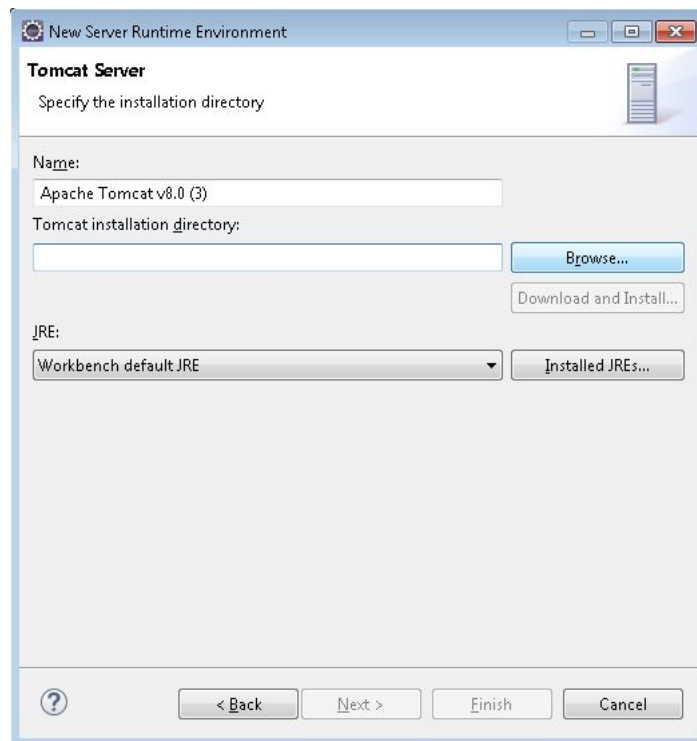 New Server Runtime Environment
Tomcat Server
Specify the installation directory
Name:
Apache Tomcat v8.0 (3)
Tomcat installation directory:
Browse...
Download and Install...
JRE:
Workbench default JRE
Installed JREs...
?
< Back
Next >
Finish
Cancel